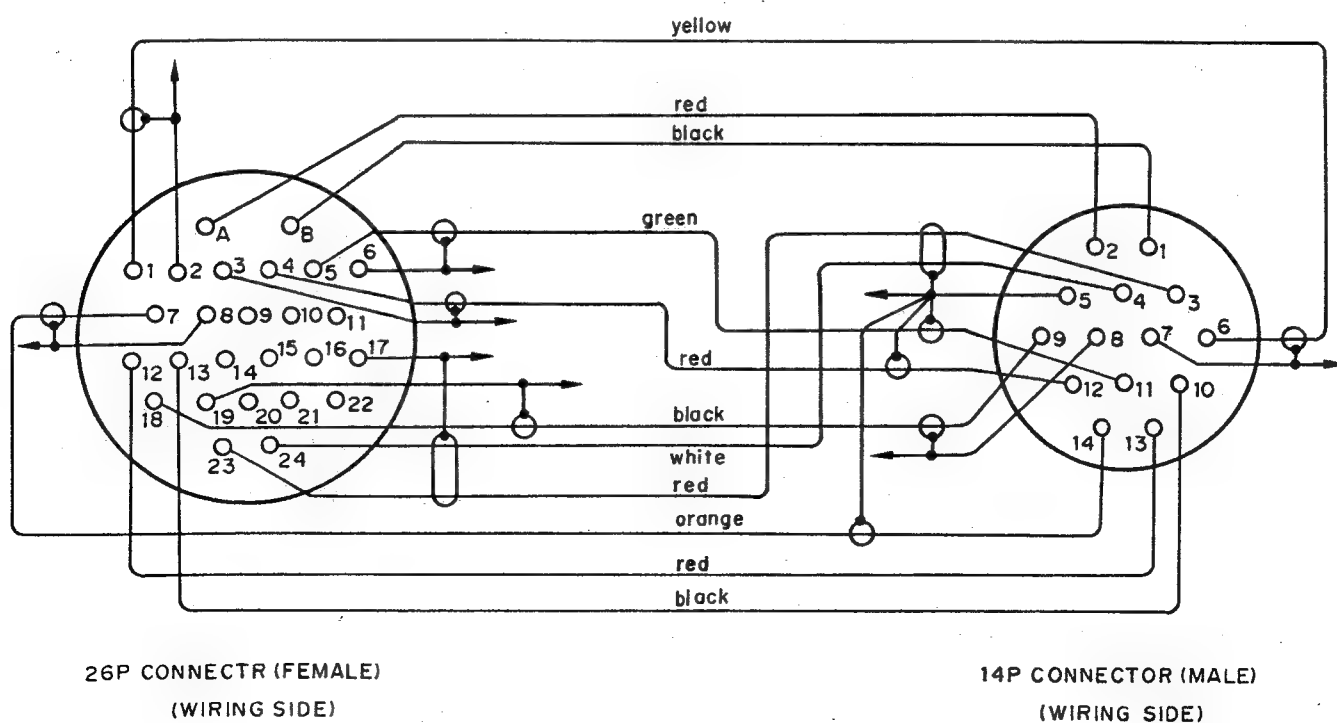 yellow
red
black
green
A B
2 1
1 2 3 4 5 6
5 4 3
7 8 9 10 11
9 8 7 6
12 13 14 15 16 17
red
12 11 10
18 19 20 21 22
black
14 13
23 24
white
red
orange
red
black
26P CONNECTR (FEMALE)
(WIRING SIDE)
14P CONNECTOR (MALE)
(WIRING SIDE)